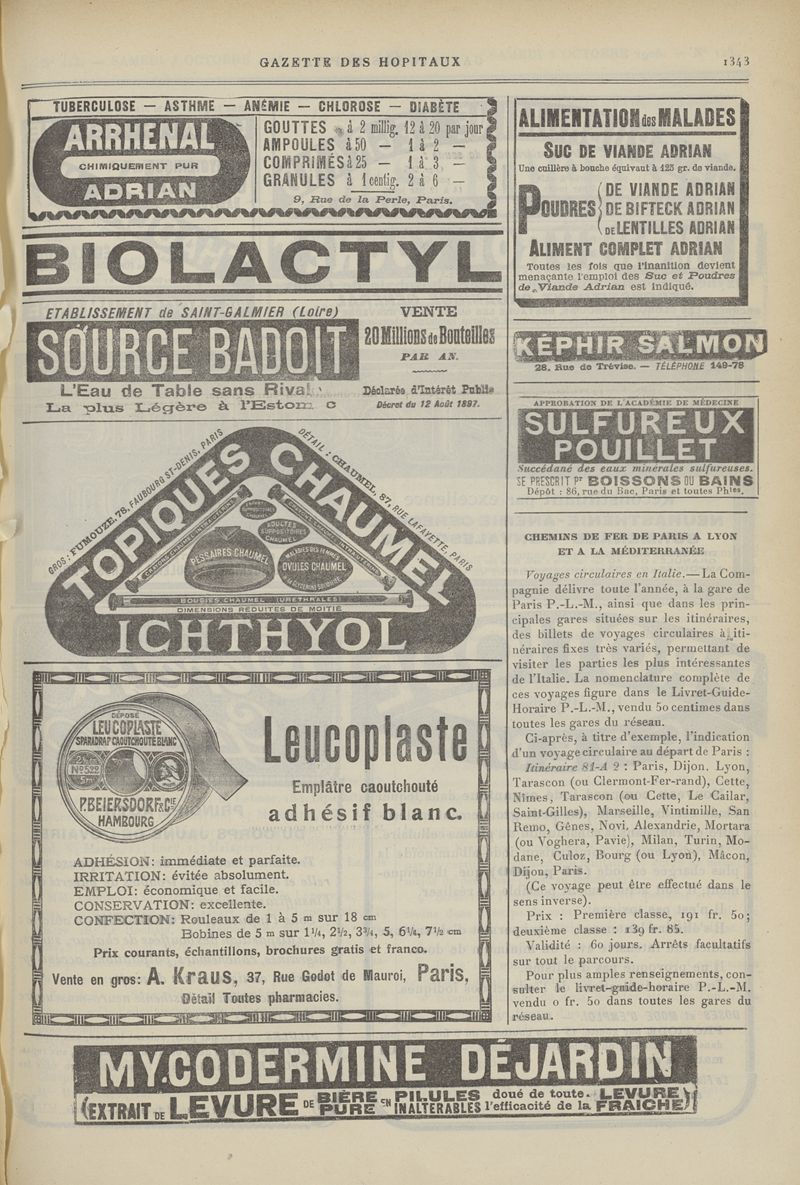 GAZETTE DES HOPITAUX
1343
TUBERCULOSE — ASTHME — ANÉMIE — CHLOROSE — DIABÈTE
ARRHENAL
CHIMIQUEMENT PUR
ADRIAN
GOUTTES à 2 millig. 12 à 20 par jour
AMPOULES à 50 — 1 à 2 —
COMPRIMÉS à 25 — 1 à 3 —
GRANULES à 1 centig. 2 à 6 —
9, Rue de la Perle, Paris.
BIOLACTYL
ETABLISSEMENT de SAINT-GALMIER (Loire)
SOURCE BADOIT
L'Eau de Table sans Rival
La plus Légère à l'Estom c
VENTE
20 Millions de Bouteilles
PAR AN.
Déclarée d'Intérêt Public
Décret du 12 Août 1897.
GROS: FUMOUZE, 78, FAUBOURG St-DENIS, PARIS
DÉTAIL: CHAUMEL, 87, RUE LAFAYETTE, PARIS
TOPIQUES CHAUMEL
ADULTES
SUPPOSITOIRES
CHAUMEL
PESSAIRES CHAUMEL
MALADIES DES FEMMES
OVULES CHAUMEL
A LA GLYCERINE SOLIDIFIÉE
BOUGIES CHAUMEL (URETHRALES)
DIMENSIONS RÉDUITES DE MOITIÉ
ICHTHYOL
DÉPOSÉ
LEUCOPLASTE
SPARADRAP CAOUTCHOUTÉ BLANC
No 522
5m
P. BEIERSDORF & Cie
HAMBOURG
Leucoplaste
Emplâtre caoutchouté
adhésif blanc.
ADHÉSION: immédiate et parfaite.
IRRITATION: évitée absolument.
EMPLOI: économique et facile.
CONSERVATION: excellente.
CONFECTION: Rouleaux de 1 à 5 m sur 18 cm
Bobines de 5 m sur 1¼, 2½, 3¾, 5, 6¼, 7½ cm
Prix courants, échantillons, brochures gratis et franco.
Vente en gros: A. Kraus, 37, Rue Godot de Mauroi, Paris,
Détail Toutes pharmacies.
ALIMENTATION des MALADES
SUC DE VIANDE ADRIAN
Une cuillère à bouche équivaut à 125 gr. de viande.
POUDRES
DE VIANDE ADRIAN
DE BIFTECK ADRIAN
DE LENTILLES ADRIAN
ALIMENT COMPLET ADRIAN
Toutes les fois que l'inanition devient
menaçante l'emploi des Suc et Poudres
de Viande Adrian est indiqué.
KÉPHIR SALMON
28, Rue de Trévise. — TÉLÉPHONE 149-78
APPROBATION DE L'ACADÉMIE DE MÉDECINE
SULFUREUX
POUILLET
Succédané des eaux minérales sulfureuses.
SE PRESCRIT Pr BOISSONS OU BAINS
Dépôt: 86, rue du Bac, Paris et toutes Phies.
CHEMINS DE FER DE PARIS A LYON
ET A LA MÉDITERRANÉE
Voyages circulaires en Italie. — La Com-
pagnie délivre toute l'année, à la gare de
Paris P.-L.-M., ainsi que dans les prin-
cipales gares situées sur les itinéraires,
des billets de voyages circulaires à iti-
néraires fixes très variés, permettant de
visiter les parties les plus intéressantes
de l'Italie. La nomenclature complète de
ces voyages figure dans le Livret-Guide-
Horaire P.-L.-M., vendu 50 centimes dans
toutes les gares du réseau.
Ci-après, à titre d'exemple, l'indication
d'un voyage circulaire au départ de Paris :
Itinéraire 81-A 2 : Paris, Dijon, Lyon,
Tarascon (ou Clermont-Fer-rand), Cette,
Nîmes, Tarascon (ou Cette, Le Cailar,
Saint-Gilles), Marseille, Vintimille, San
Remo, Gênes, Novi, Alexandrie, Mortara
(ou Voghera, Pavie), Milan, Turin, Mo-
dane, Culoz, Bourg (ou Lyon), Mâcon,
Dijon, Paris.
(Ce voyage peut être effectué dans le
sens inverse).
Prix : Première classe, 191 fr. 50;
deuxième classe : 139 fr. 85.
Validité : 60 jours. Arrêts facultatifs
sur tout le parcours.
Pour plus amples renseignements, con-
sulter le livret-guide-horaire P.-L.-M.
vendu 0 fr. 50 dans toutes les gares du
réseau.
MYCODERMINE DÉJARDIN
(EXTRAIT DE LEVURE DE BIÈRE PURE EN PILULES INALTÉRABLES doué de toute l'efficacité de la LEVURE FRAICHE)